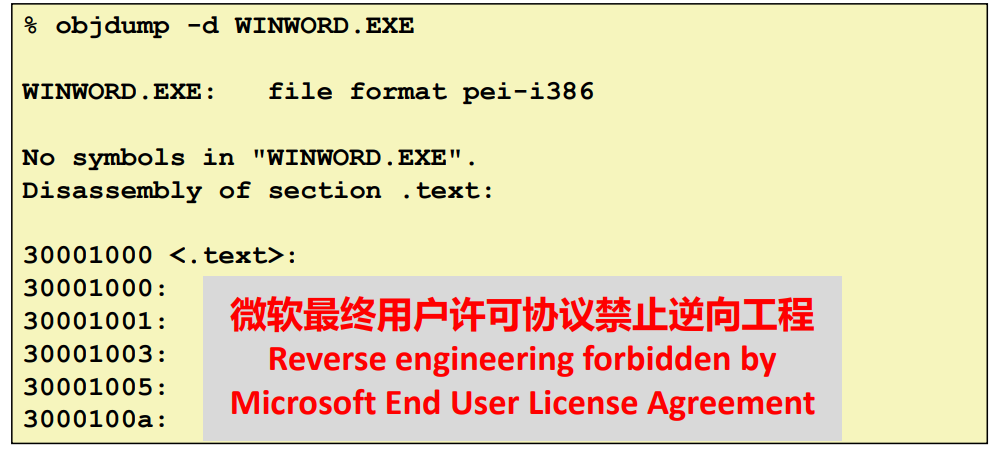 % objdump -d WINWORD.EXE
WINWORD.EXE: file format pei-i386
No symbols in "WINWORD.EXE".
Disassembly of section .text:
30001000 <.text>:
30001000:
30001001:
30001003:
30001005:
3000100a:
微软最终用户许可协议禁止逆向工程
Reverse engineering forbidden by
Microsoft End User License Agreement